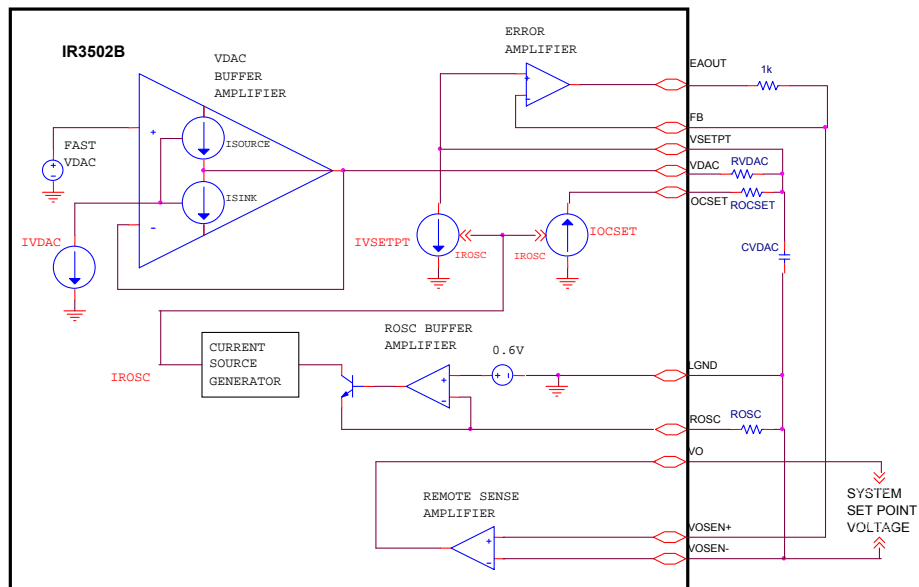 IR3502B
VDAC
BUFFER
AMPLIFIER
ERROR
AMPLIFIER
EAOUT
1k
+
-
+
-
FB
FAST
VDAC
+
-
ISOURCE
VSETPT
VDAC
RVDAC
ISINK
OCSET
ROCSET
-
IVDAC
IVSETPT
IROSC
IROSC
IOCSET
CVDAC
CURRENT
SOURCE
GENERATOR
ROSC BUFFER
AMPLIFIER
0.6V
+
-
+
-
LGND
IROSC
ROSC
ROSC
VO
REMOTE SENSE
AMPLIFIER
+
-
VOSEN+
VOSEN-
SYSTEM
SET POINT
VOLTAGE